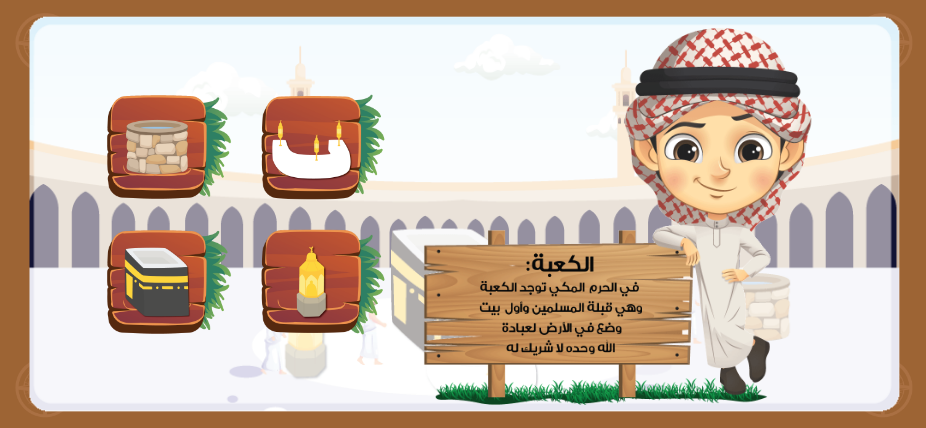 الكعبة:
في الحرم المكي توجد الكعبة
وهي قبلة المسلمين وأول بيت
وضع في الأرض لعبادة
الله وحده لا شريك له